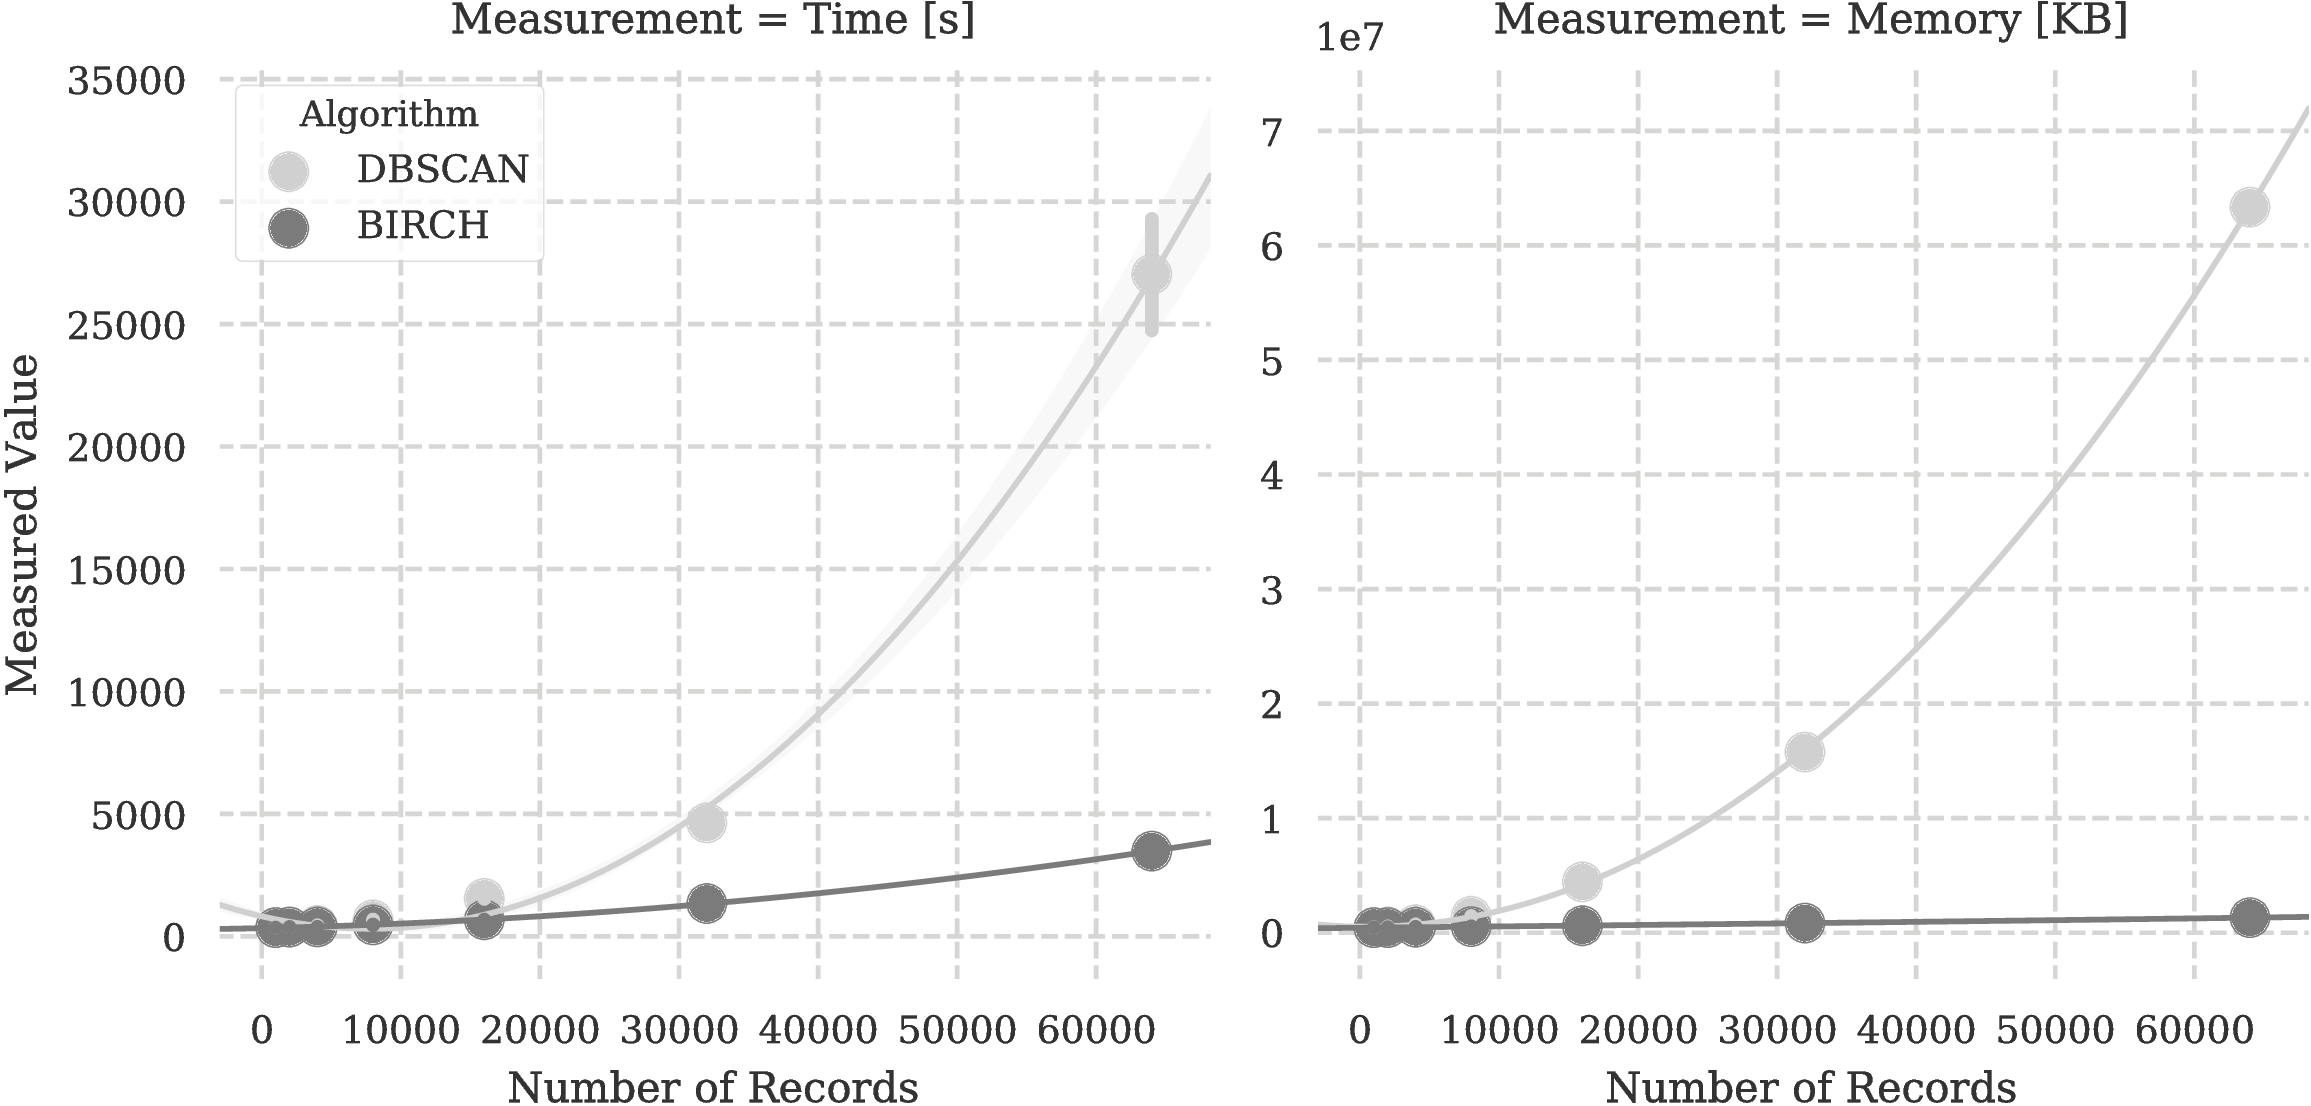 Measurement = Time [s]
35000
30000
25000
20000
15000
10000
5000
0
Measured Value
Algorithm
DBSCAN
BIRCH
0 10000 20000 30000 40000 50000 60000
Number of Records
Measurement = Memory [KB]
1e7
7
6
5
4
3
2
1
0
0 10000 20000 30000 40000 50000 60000
Number of Records